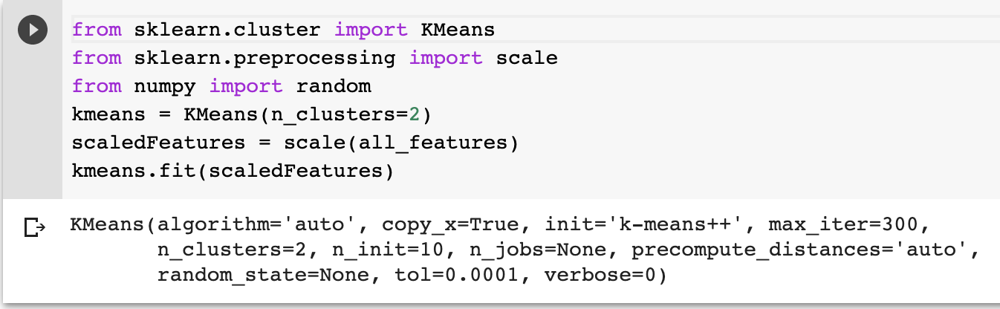 from sklearn.cluster import KMeans
from sklearn.preprocessing import scale
from numpy import random
kmeans = KMeans(n_clusters=2)
scaledFeatures = scale(all_features)
kmeans.fit(scaledFeatures)
KMeans(algorithm='auto', copy_x=True, init='k-means++', max_iter=300,
       n_clusters=2, n_init=10, n_jobs=None, precompute_distances='auto',
       random_state=None, tol=0.0001, verbose=0)